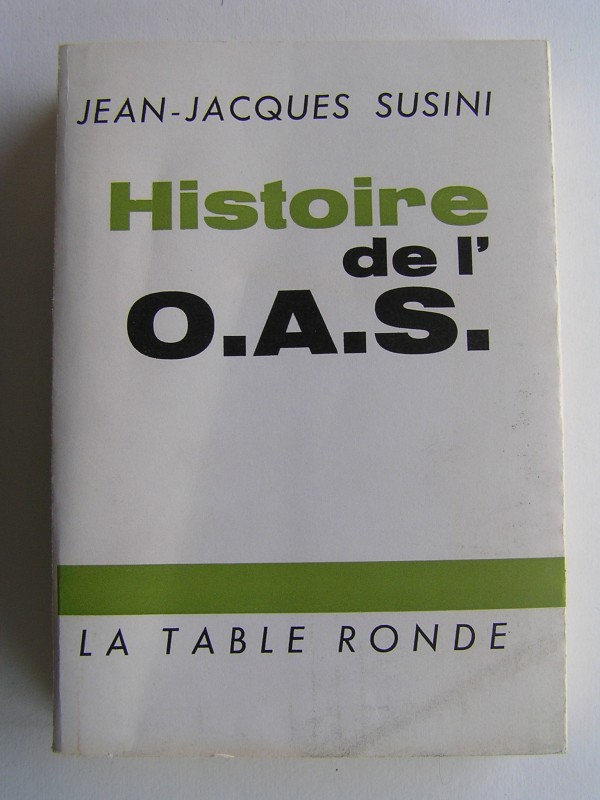 JEAN-JACQUES SUSINI
Histoire
de l'
O.A.S.
LA TABLE RONDE